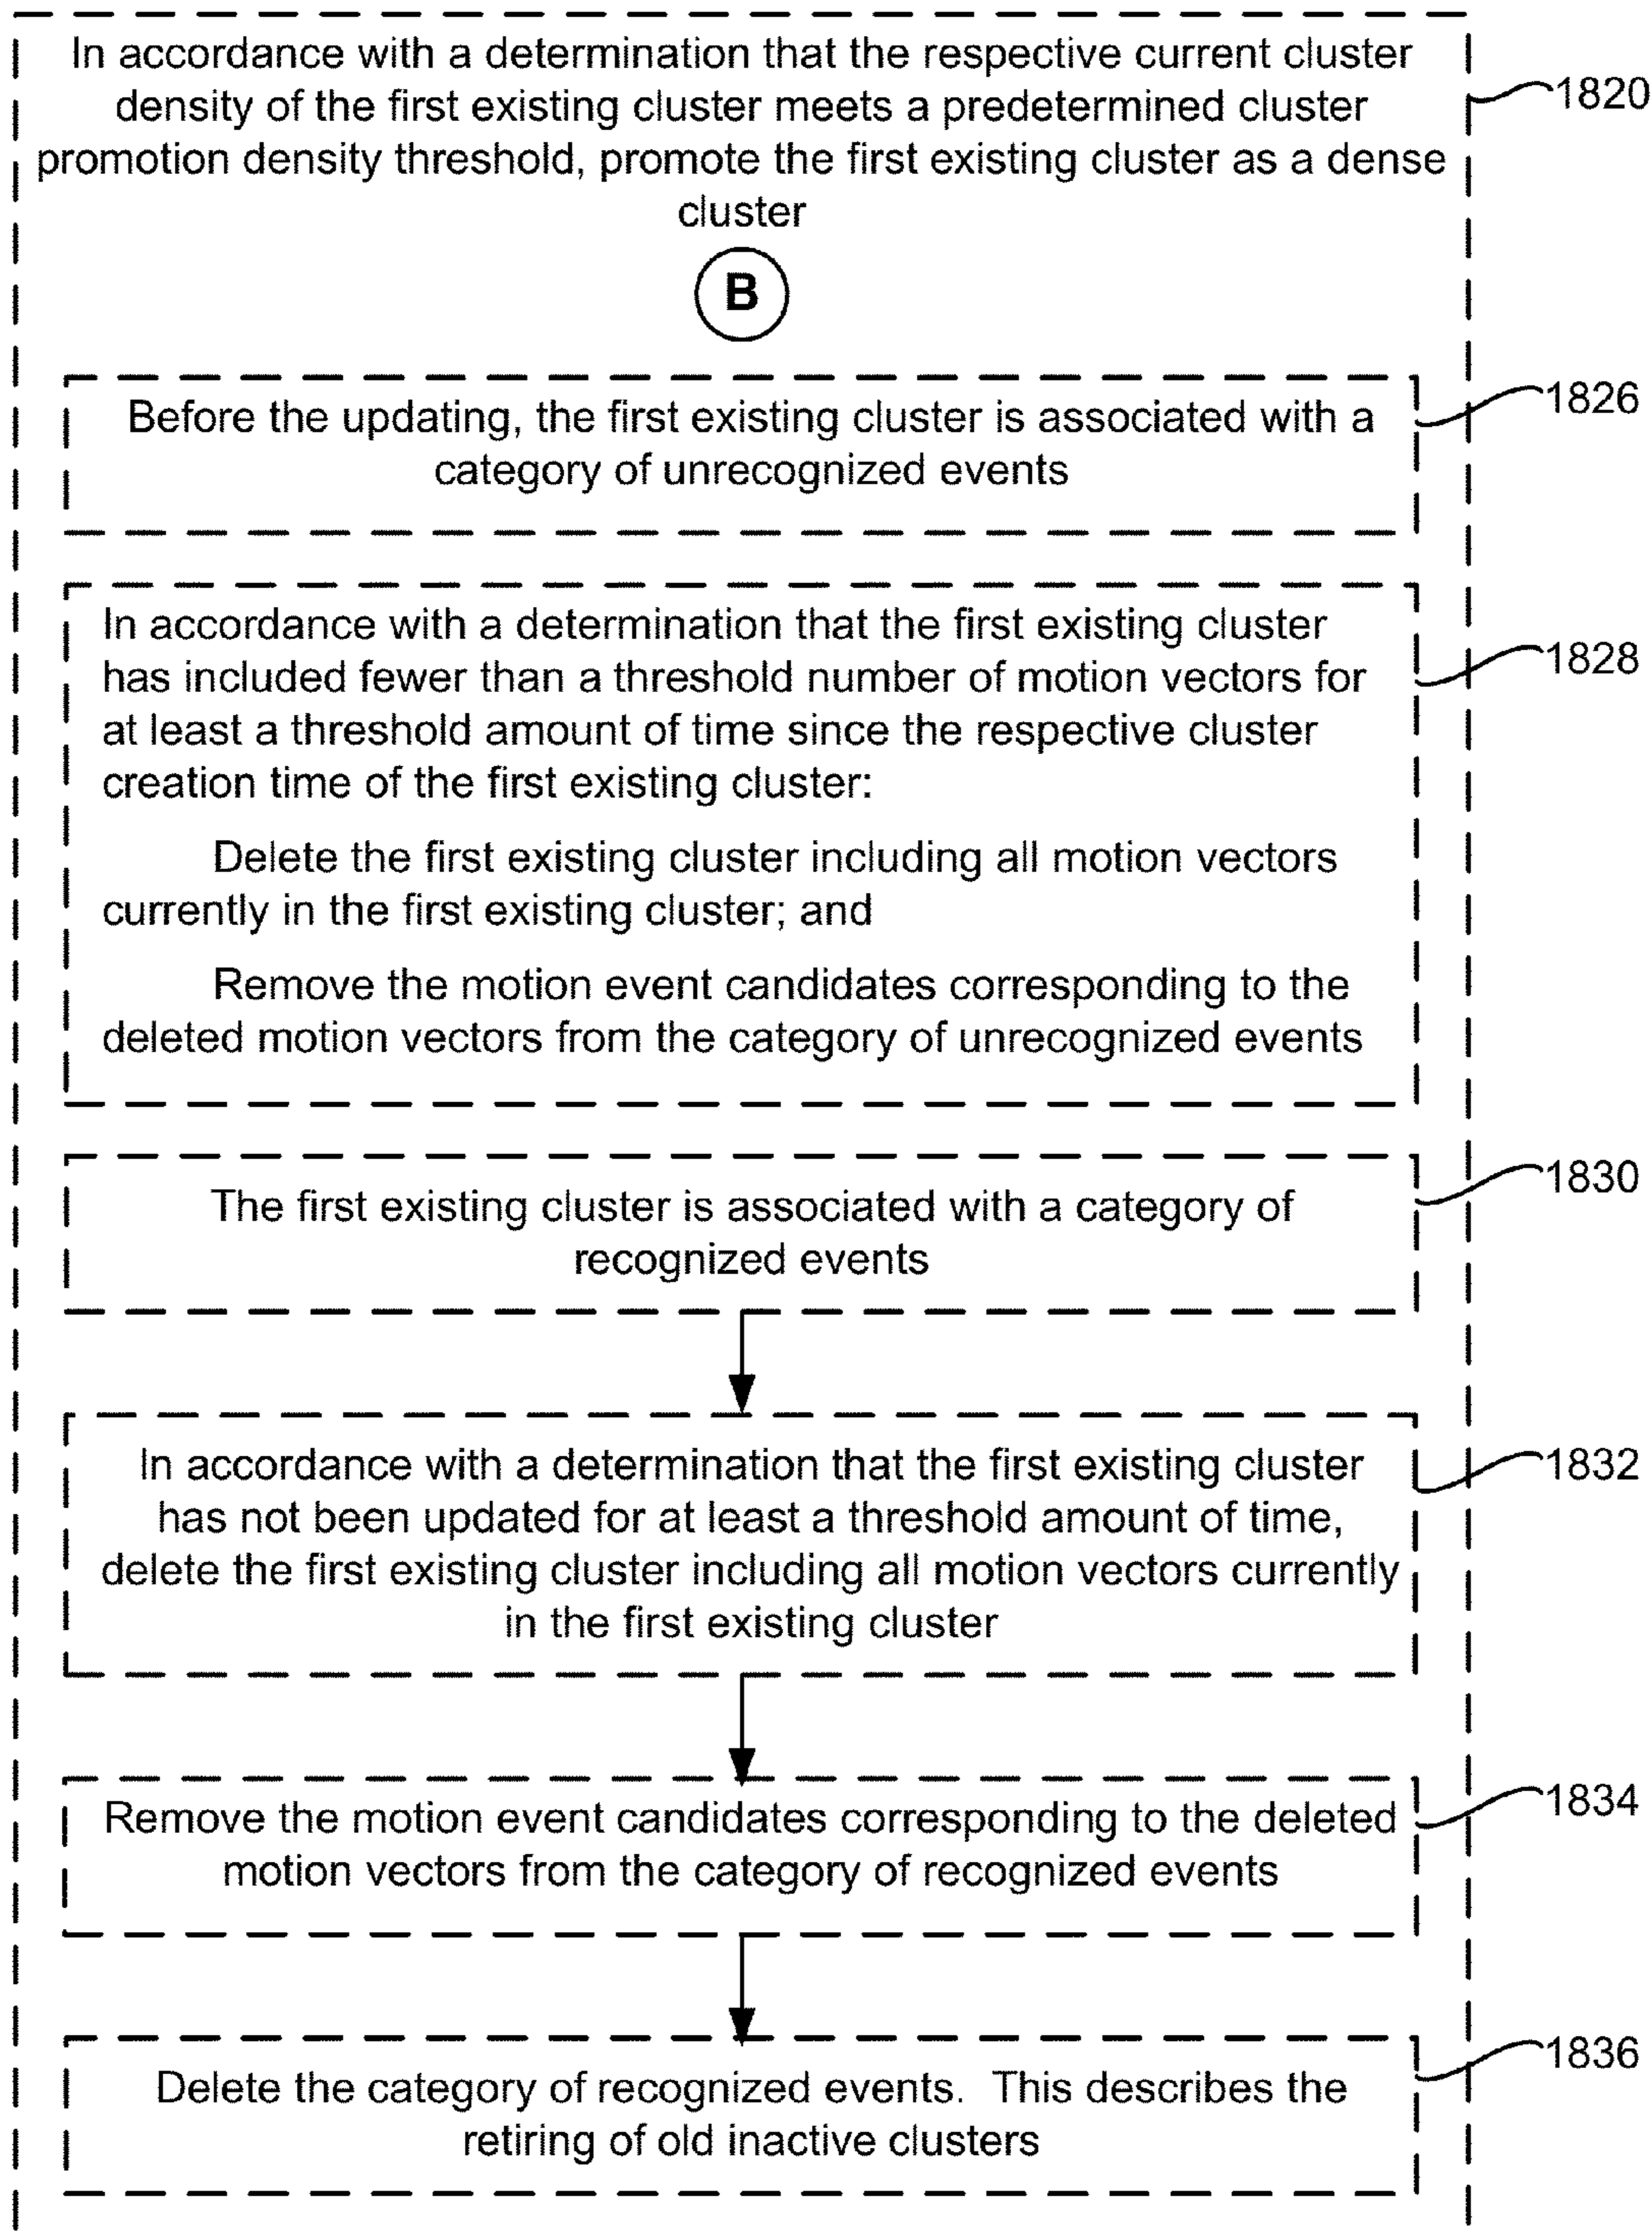 In accordance with a determination that the respective current cluster
density of the first existing cluster meets a predetermined cluster
promotion density threshold, promote the first existing cluster as a dense
cluster
1820
B
Before the updating, the first existing cluster is associated with a
category of unrecognized events
1826
In accordance with a determination that the first existing cluster
has included fewer than a threshold number of motion vectors for
at least a threshold amount of time since the respective cluster
creation time of the first existing cluster:
Delete the first existing cluster including all motion vectors
currently in the first existing cluster; and
Remove the motion event candidates corresponding to the
deleted motion vectors from the category of unrecognized events
1828
The first existing cluster is associated with a category of
recognized events
1830
In accordance with a determination that the first existing cluster
has not been updated for at least a threshold amount of time,
delete the first existing cluster including all motion vectors currently
in the first existing cluster
1832
Remove the motion event candidates corresponding to the deleted
motion vectors from the category of recognized events
1834
Delete the category of recognized events.  This describes the
retiring of old inactive clusters
1836